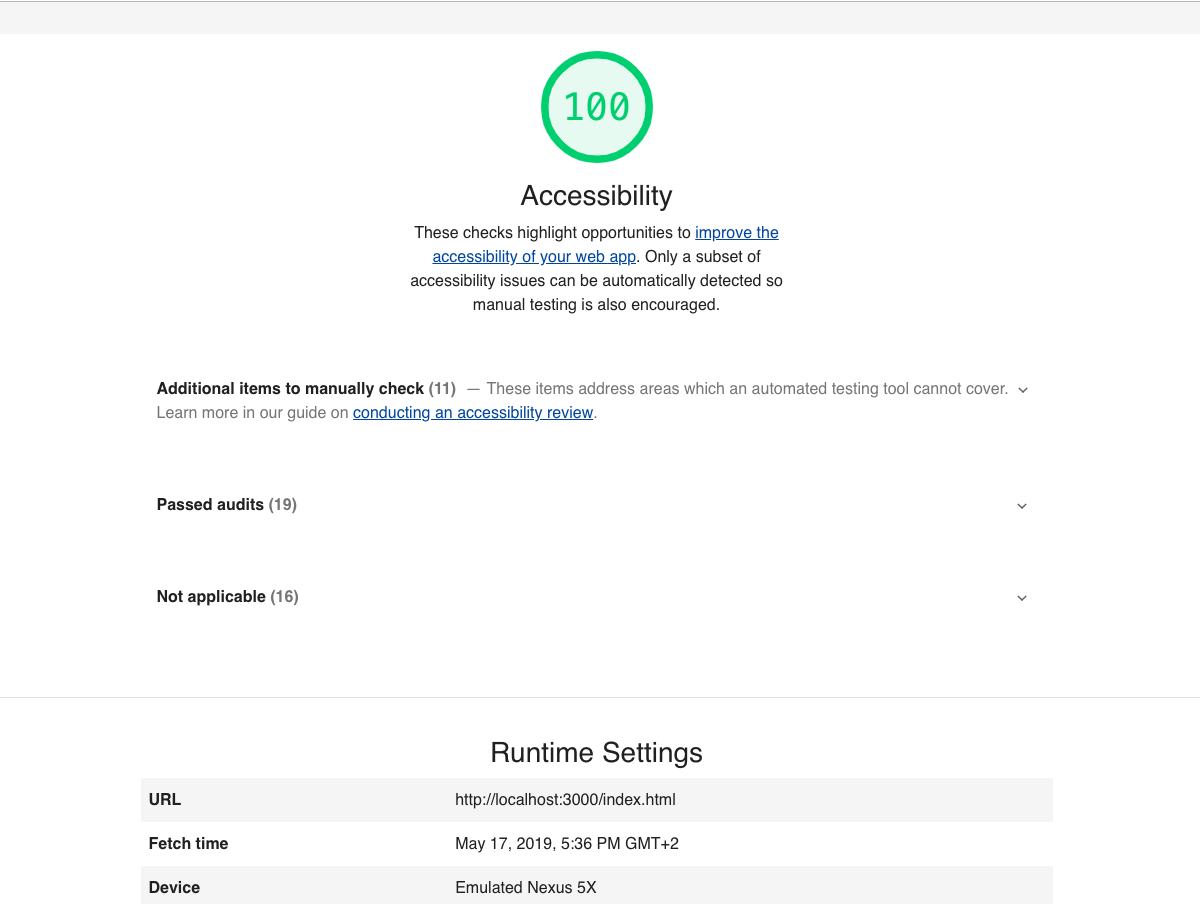 100
Accessibility
These checks highlight opportunities to improve the
accessibility of your web app. Only a subset of
accessibility issues can be automatically detected so
manual testing is also encouraged.
Additional items to manually check (11) — These items address areas which an automated testing tool cannot cover.
Learn more in our guide on conducting an accessibility review.
Passed audits (19)
Not applicable (16)
Runtime Settings
URL http://localhost:3000/index.html
Fetch time May 17, 2019, 5:36 PM GMT+2
Device Emulated Nexus 5X